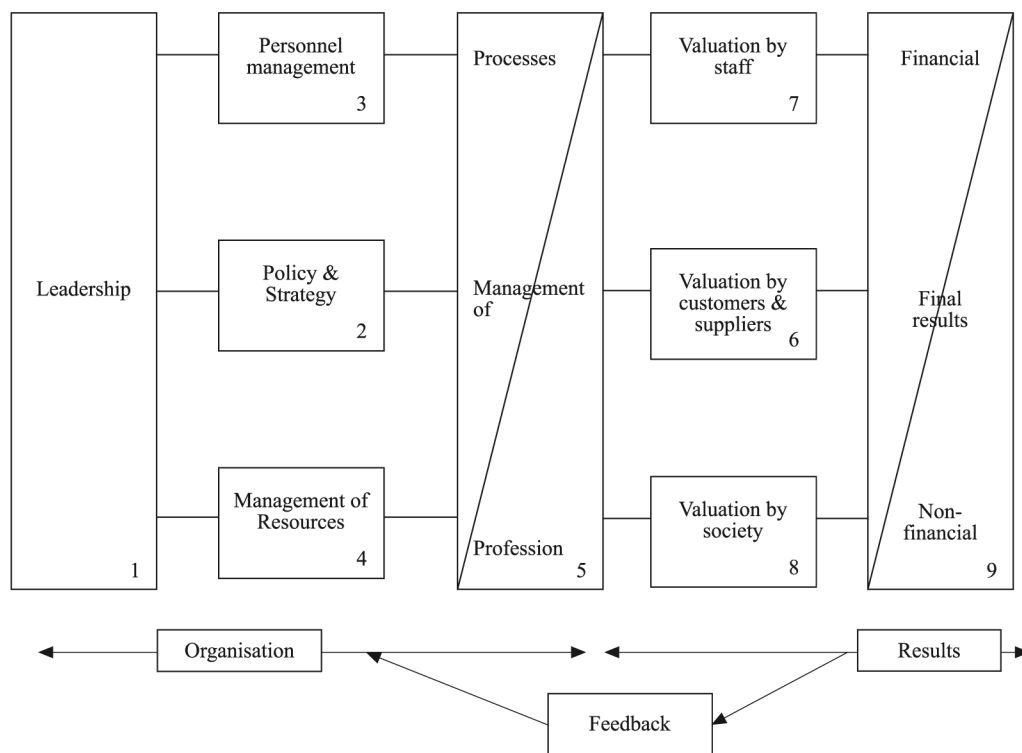 Leadership
1
Personnel
management
3
Policy &
Strategy
2
Management of
Resources
4
Processes
Management
of
Profession
5
Valuation by
staff
7
Valuation by
customers &
suppliers
6
Valuation by
society
8
Financial
Final
results
Non-
financial
9
Organisation
Results
Feedback